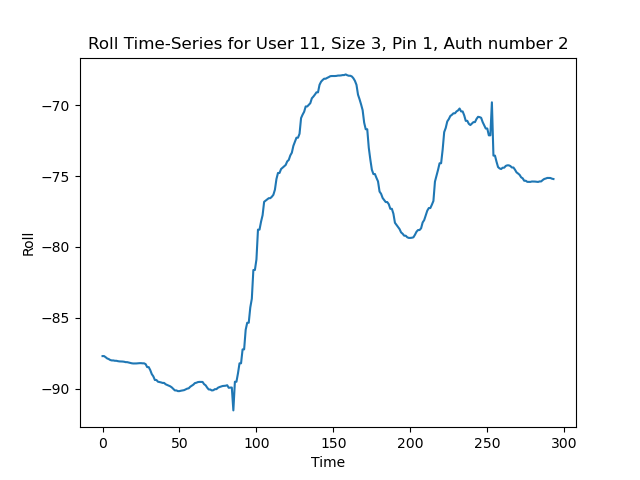 Roll Time-Series for User 11, Size 3, Pin 1, Auth number 2
−70
−75
−80
−85
−90
Roll
0 50 100 150 200 250 300
Time